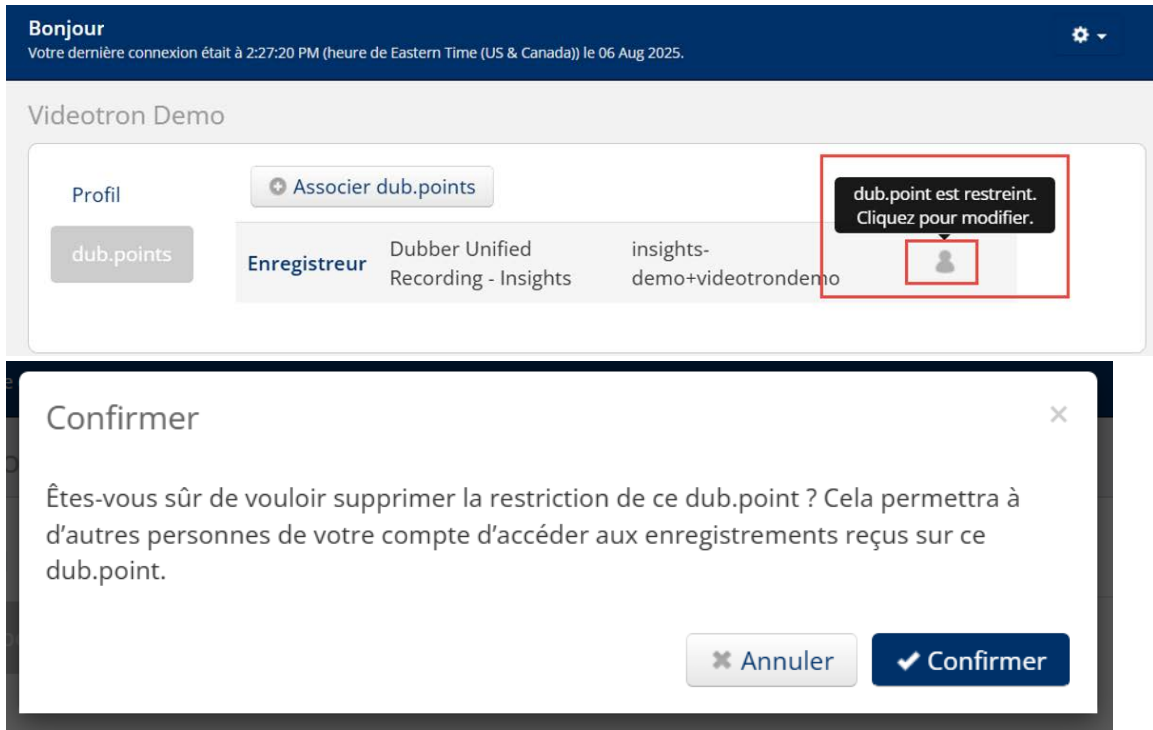 Bonjour
Votre dernière connexion était à 2:27:20 PM (heure de Eastern Time (US & Canada)) le 06 Aug 2025.
Videotron Demo
Profil
dub.points
Associer dub.points
Enregistreur
Dubber Unified
Recording - Insights
insights-
demo+videotrondemo
dub.point est restreint.
Cliquez pour modifier.
Confirmer
Êtes-vous sûr de vouloir supprimer la restriction de ce dub.point ? Cela permettra à
d’autres personnes de votre compte d’accéder aux enregistrements reçus sur ce
dub.point.
Annuler
Confirmer